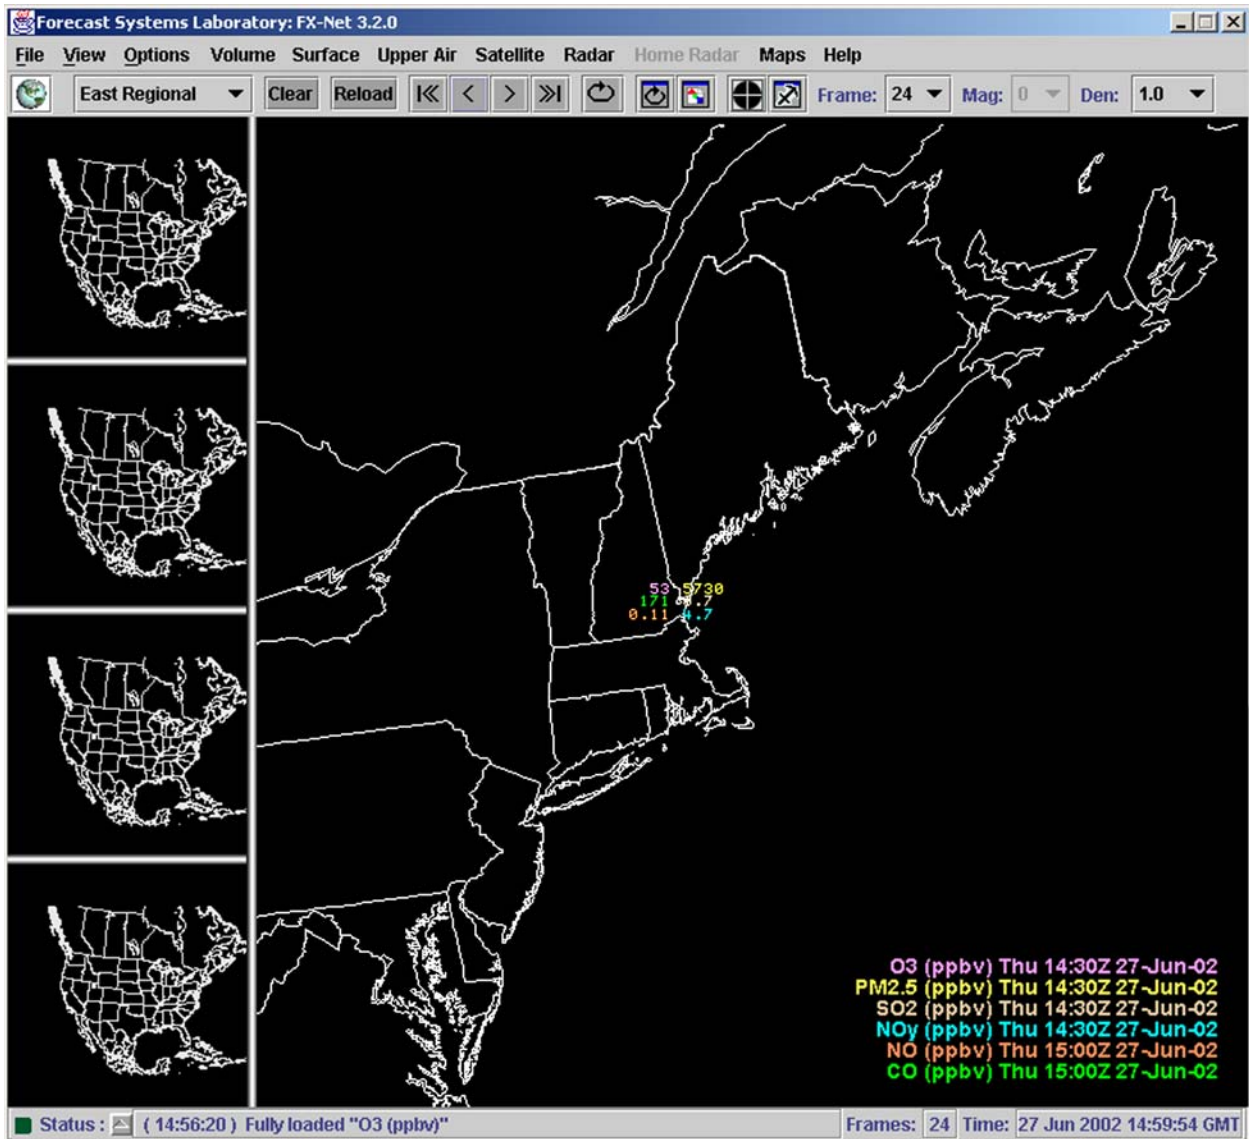 Forecast Systems Laboratory: FX-Net 3.2.0
File View Options Volume Surface Upper Air Satellite Radar Home Radar Maps Help
East Regional Clear Reload Frame: 24 Mag: 0 Den: 1.0
53 5730
171 .7
0.11 4.7
O3 (ppbv) Thu 14:30Z 27-Jun-02
PM2.5 (ppbv) Thu 14:30Z 27-Jun-02
SO2 (ppbv) Thu 14:30Z 27-Jun-02
NOy (ppbv) Thu 14:30Z 27-Jun-02
NO (ppbv) Thu 15:00Z 27-Jun-02
CO (ppbv) Thu 15:00Z 27-Jun-02
Status : ( 14:56:20 ) Fully loaded "O3 (ppbv)" Frames: 24 Time: 27 Jun 2002 14:59:54 GMT